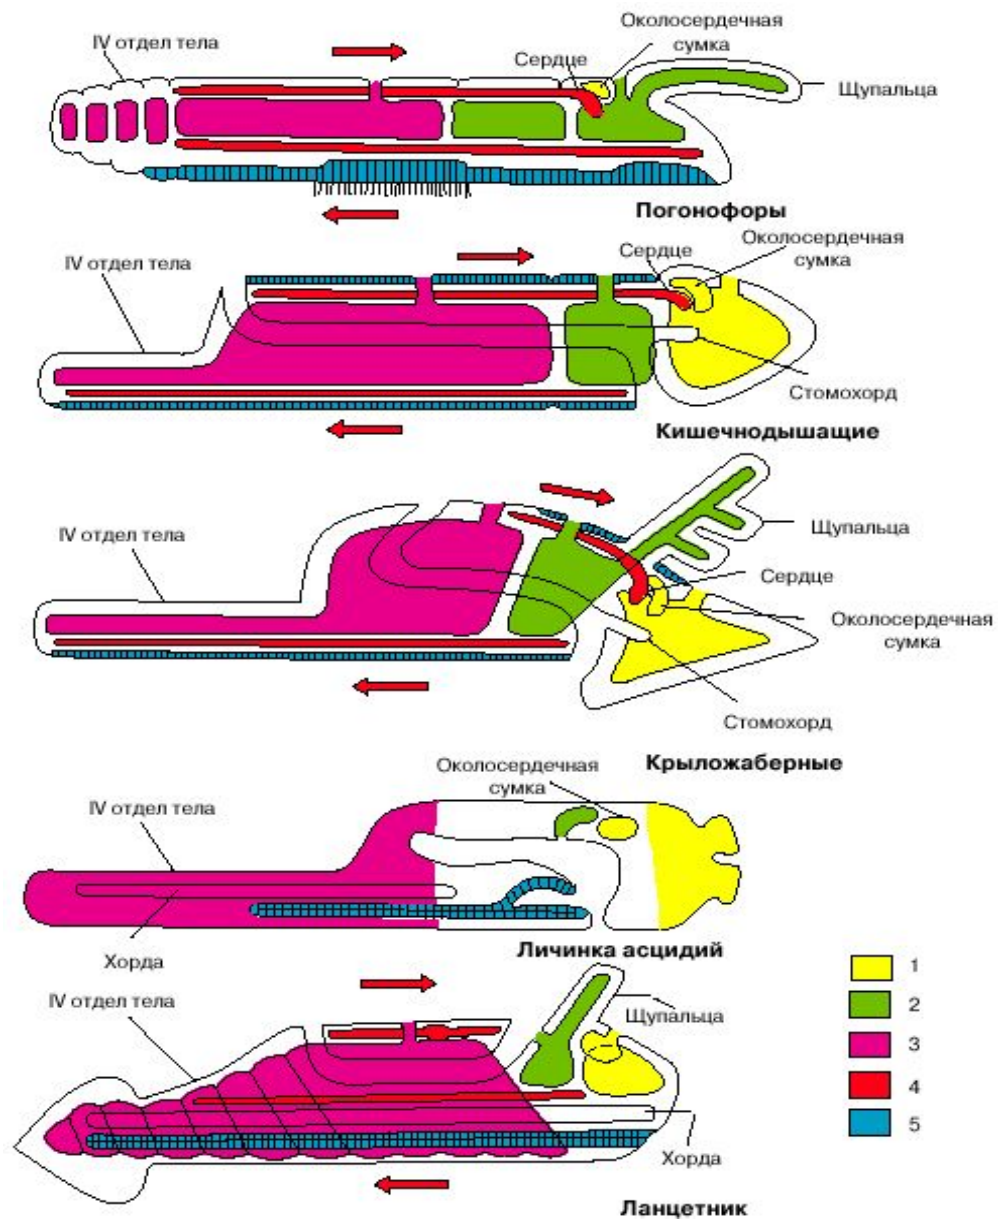 Околосердечная
сумка
IV отдел тела
Сердце
Щупальца
Погонофоры
Околосердечная
сумка
Сердце
IV отдел тела
Стомохорд
Кишечнодышащие
IV отдел тела
Щупальца
Сердце
Околосердечная
сумка
Стомохорд
Крыложаберные
Околосердечная
сумка
IV отдел тела
Хорда
Личинка асцидий
1
2
3
4
5
IV отдел тела
Щупальца
Хорда
Ланцетник